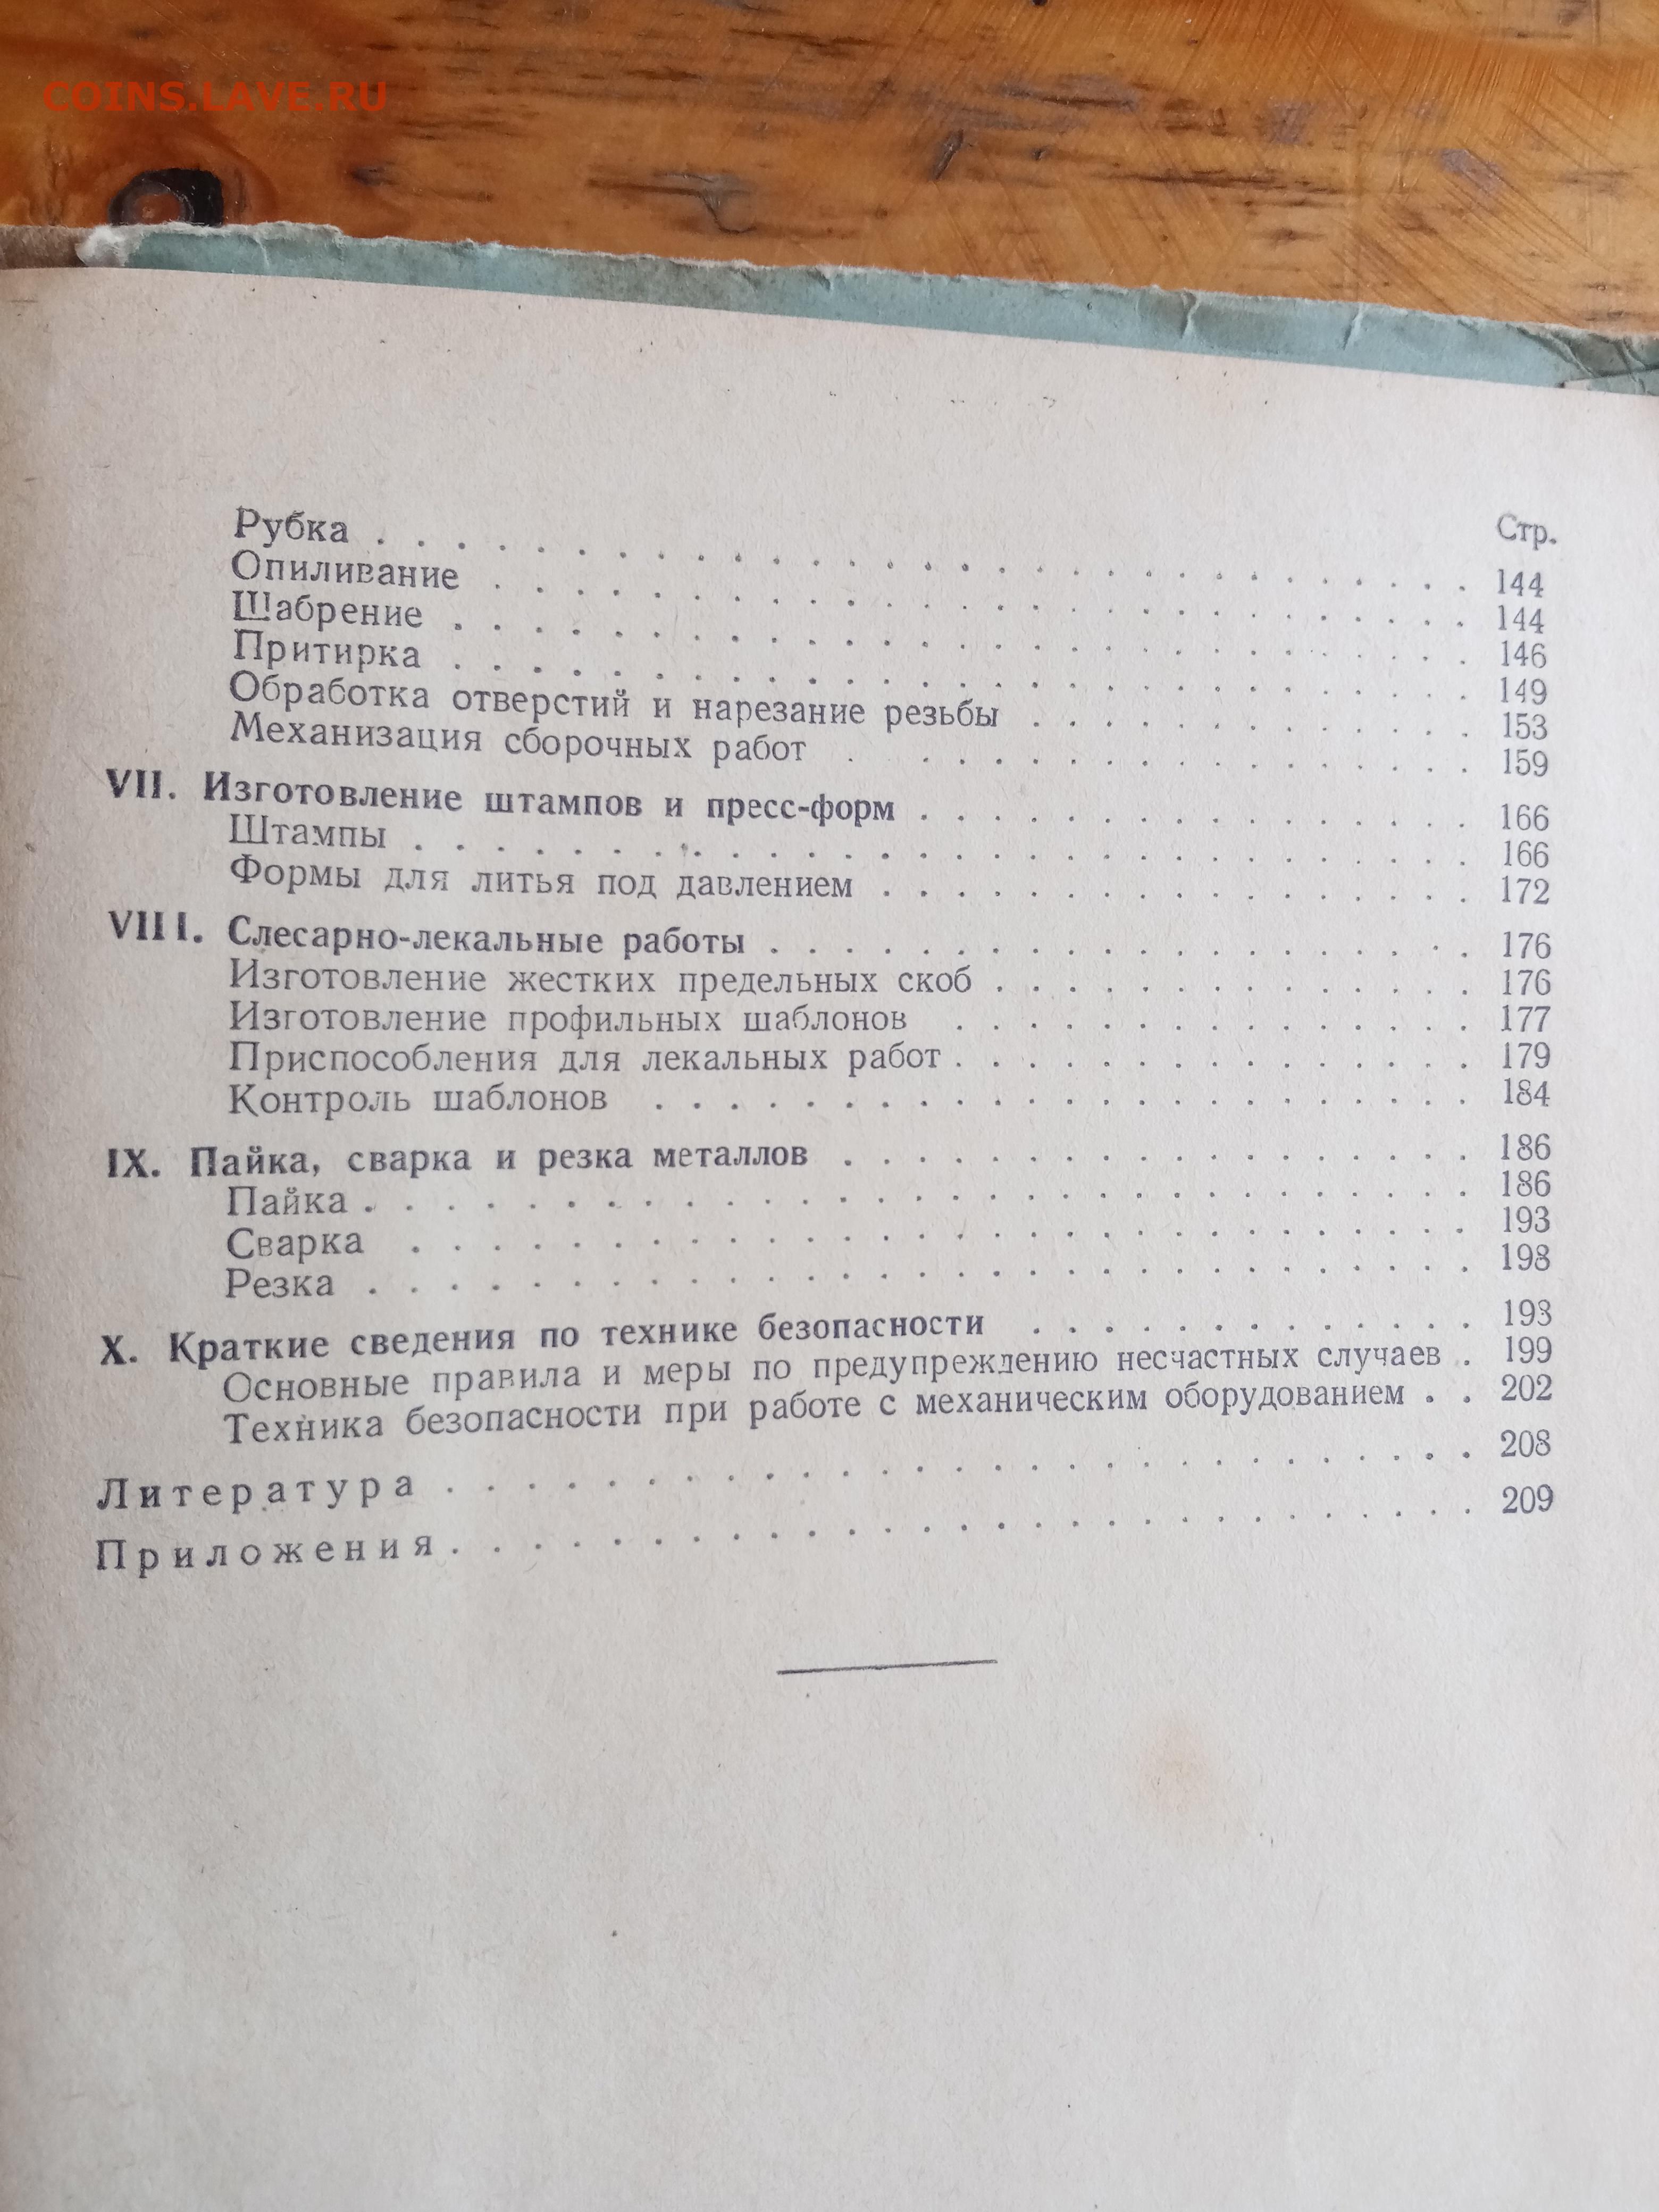 COINS.LAVE.RU
Стр.
Рубка . . . . . . . . . . . . . . . . . . . . . . . . . . . . 144
Опиливание . . . . . . . . . . . . . . . . . . . . . . . . . 144
Шабрение . . . . . . . . . . . . . . . . . . . . . . . . . . 146
Притирка . . . . . . . . . . . . . . . . . . . . . . . . . . 149
Обработка отверстий и нарезание резьбы . . . . . . . . . . . . 153
Механизация сборочных работ . . . . . . . . . . . . . . . . 159
VII. Изготовление штампов и пресс-форм . . . . . . . . . . . . . . . 166
Штампы . . . . . . . . . . . . . . . . . . . . . . . . . . . 166
Формы для литья под давлением . . . . . . . . . . . . . . . . 172
VIII. Слесарно-лекальные работы . . . . . . . . . . . . . . . . . . . 176
Изготовление жестких предельных скоб . . . . . . . . . . . . . 176
Изготовление профильных шаблонов . . . . . . . . . . . . . . 177
Приспособления для лекальных работ . . . . . . . . . . . . . . 179
Контроль шаблонов . . . . . . . . . . . . . . . . . . . . . . 184
IX. Пайка, сварка и резка металлов . . . . . . . . . . . . . . . . . 186
Пайка . . . . . . . . . . . . . . . . . . . . . . . . . . . . 186
Сварка . . . . . . . . . . . . . . . . . . . . . . . . . . . 193
Резка . . . . . . . . . . . . . . . . . . . . . . . . . . . . 198
X. Краткие сведения по технике безопасности . . . . . . . . . . . . 198
Основные правила и меры по предупреждению несчастных случаев . 199
Техника безопасности при работе с механическим оборудованием . . 202
Литература . . . . . . . . . . . . . . . . . . . . . . . . . . . 208
Приложения . . . . . . . . . . . . . . . . . . . . . . . . . . . 209